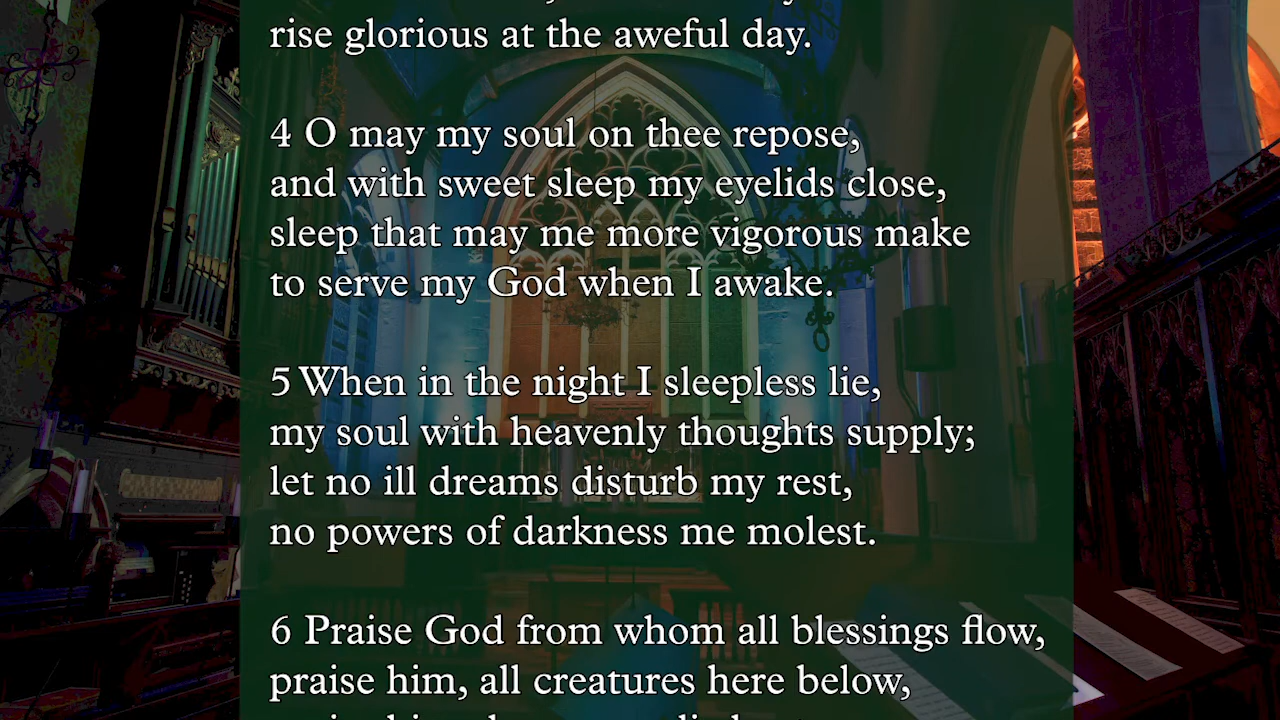 rise glorious at the aweful day.
4 O may my soul on thee repose,
and with sweet sleep my eyelids close,
sleep that may me more vigorous make
to serve my God when I awake.
5 When in the night I sleepless lie,
my soul with heavenly thoughts supply;
let no ill dreams disturb my rest,
no powers of darkness me molest.
6 Praise God from whom all blessings flow,
praise him, all creatures here below,